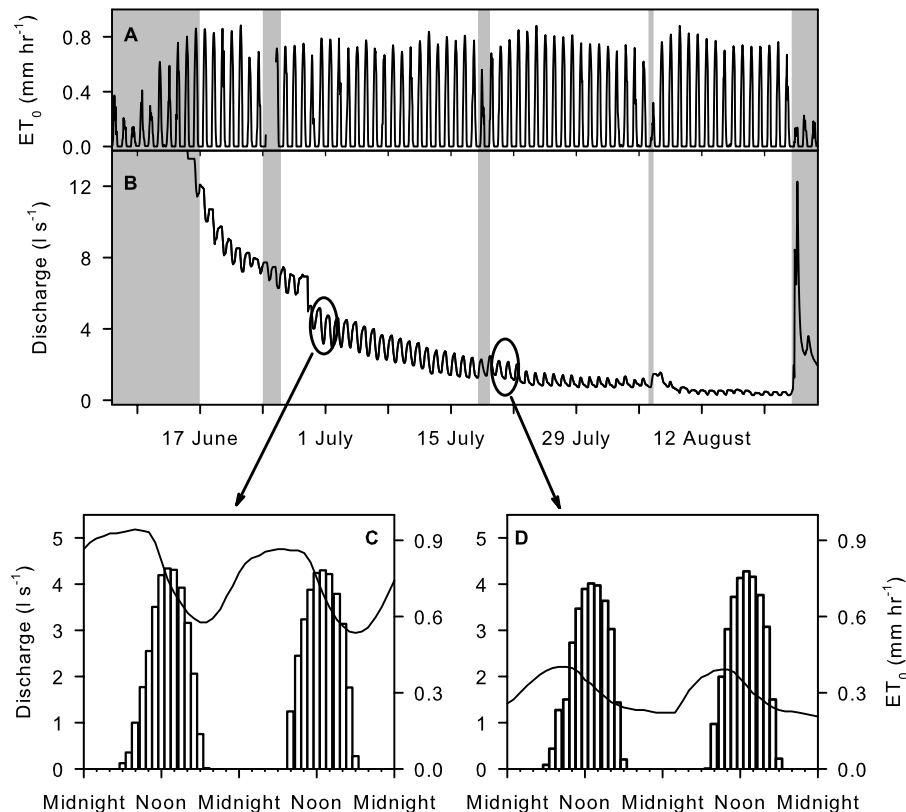 A
ET0 (mm hr-1)
0.8
0.4
0.0
B
Discharge (l s-1)
12
8
4
0
17 June 1 July 15 July 29 July 12 August
C
Discharge (l s-1)
5
4
3
2
1
0
0.9
0.6
0.3
0.0
Midnight Noon Midnight Noon Midnight
D
5
4
3
2
1
0
0.9
0.6
0.3
0.0
ET0 (mm hr-1)
Midnight Noon Midnight Noon Midnight